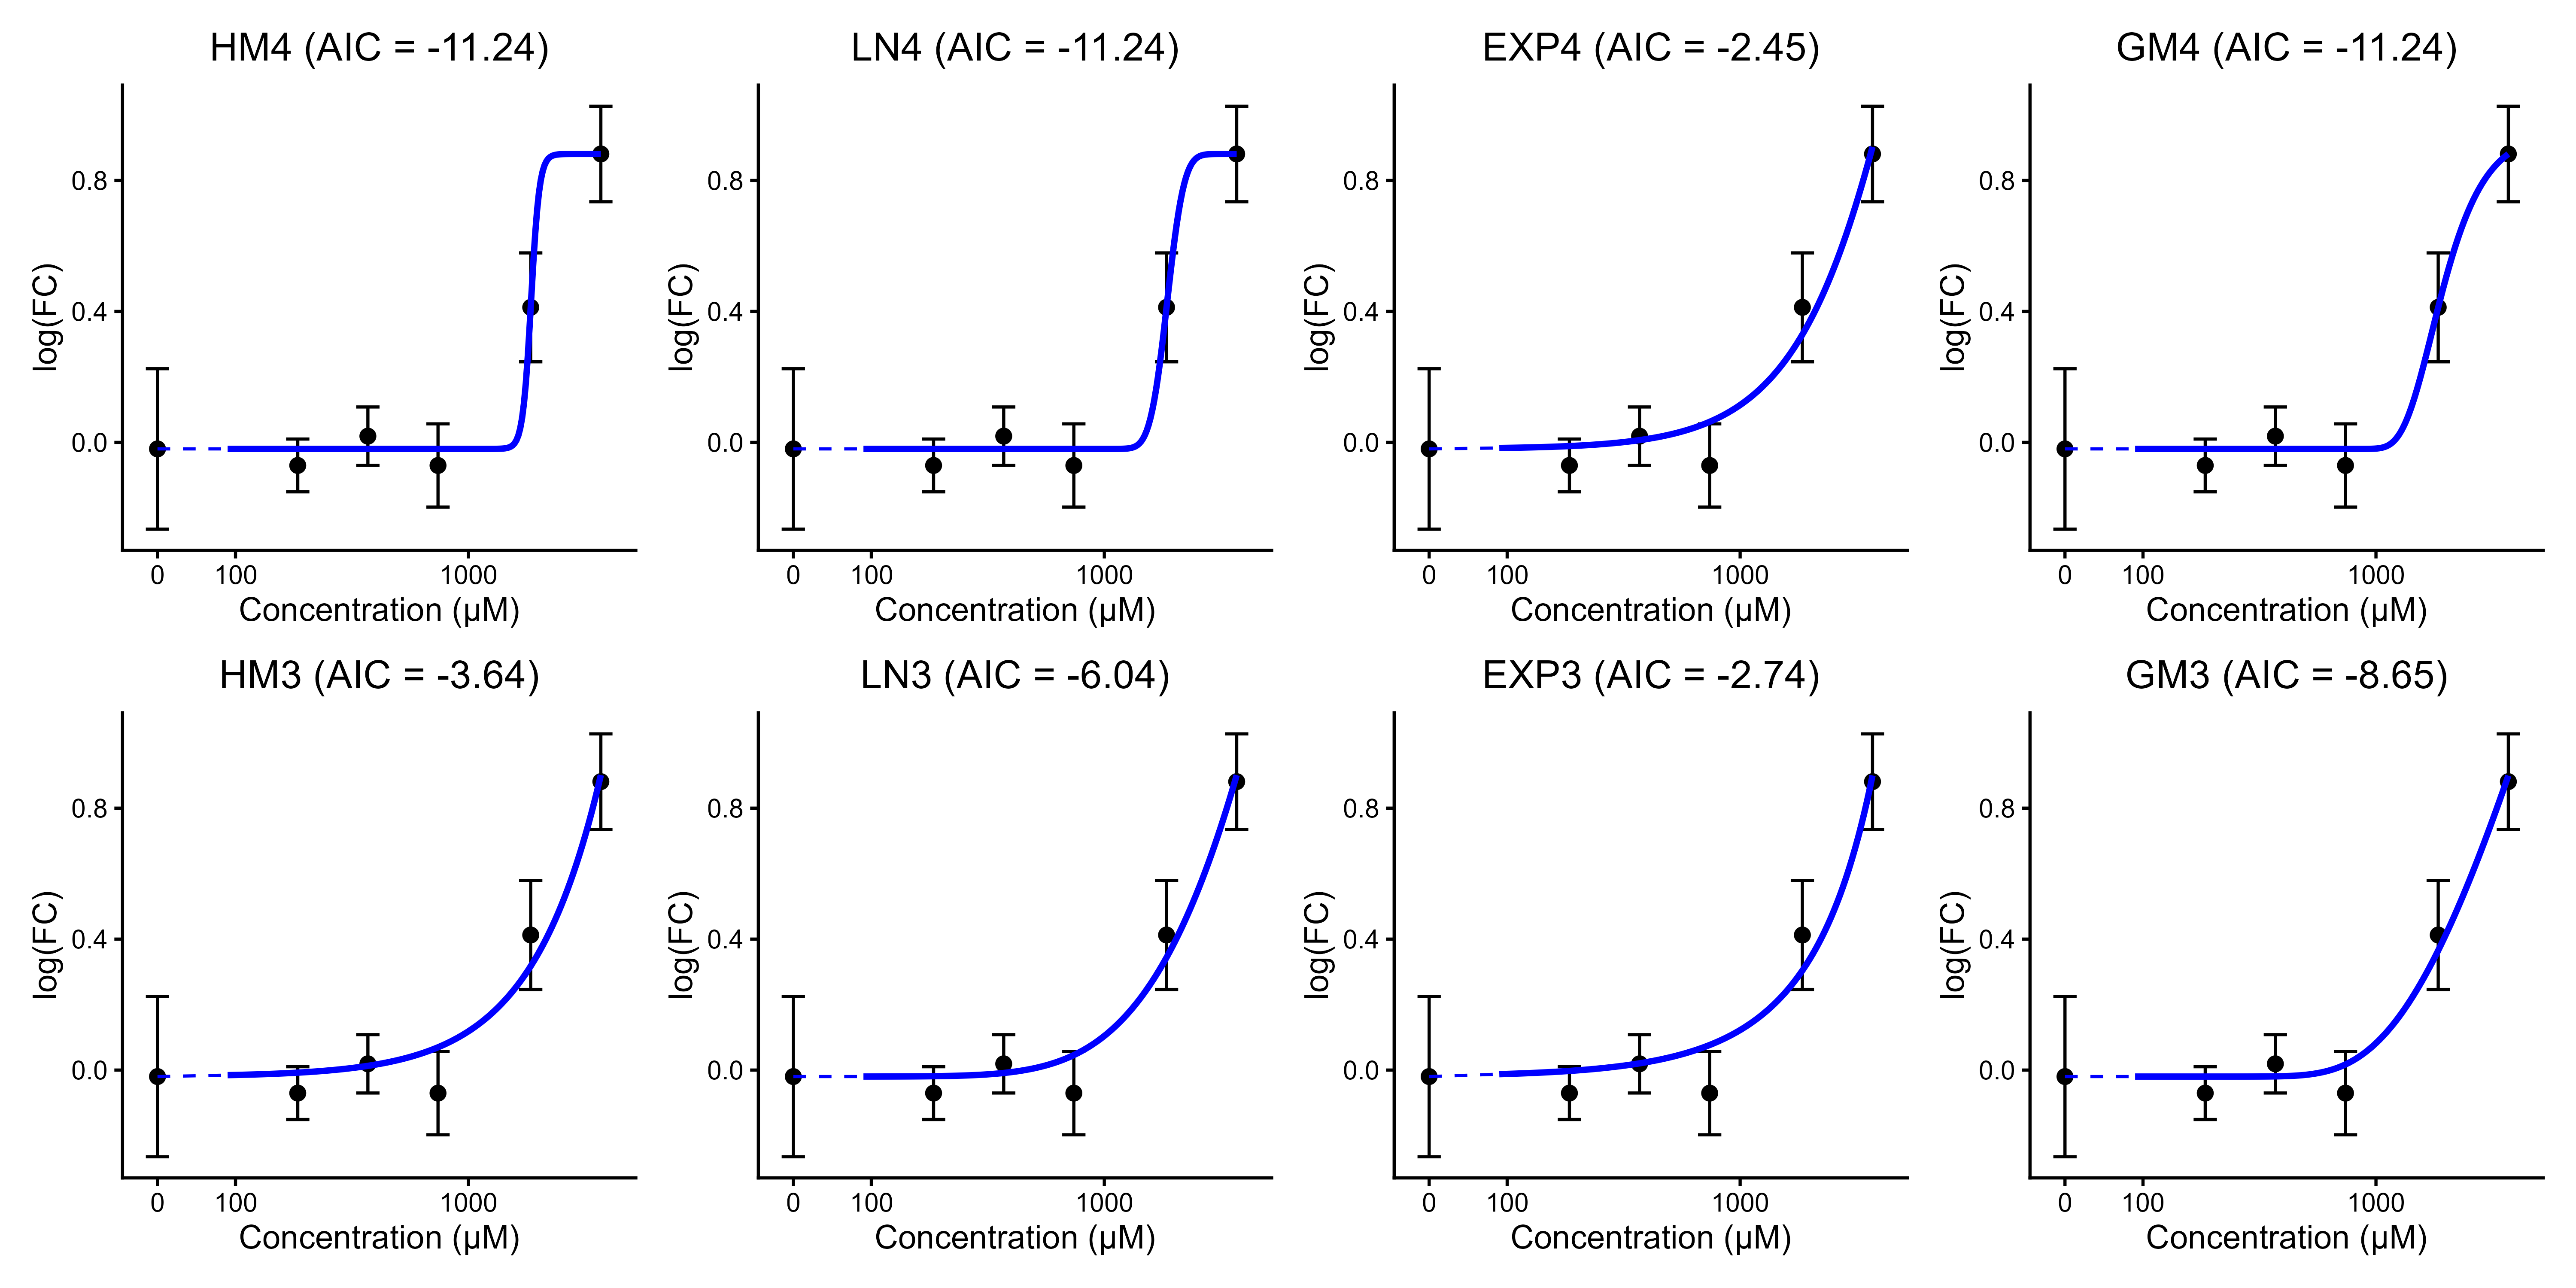 HM4 (AIC = -11.24)
log(FC)
0.8
0.4
0.0
0 100 1000
Concentration (µM)
LN4 (AIC = -11.24)
log(FC)
0.8
0.4
0.0
0 100 1000
Concentration (µM)
EXP4 (AIC = -2.45)
log(FC)
0.8
0.4
0.0
0 100 1000
Concentration (µM)
GM4 (AIC = -11.24)
log(FC)
0.8
0.4
0.0
0 100 1000
Concentration (µM)
HM3 (AIC = -3.64)
log(FC)
0.8
0.4
0.0
0 100 1000
Concentration (µM)
LN3 (AIC = -6.04)
log(FC)
0.8
0.4
0.0
0 100 1000
Concentration (µM)
EXP3 (AIC = -2.74)
log(FC)
0.8
0.4
0.0
0 100 1000
Concentration (µM)
GM3 (AIC = -8.65)
log(FC)
0.8
0.4
0.0
0 100 1000
Concentration (µM)